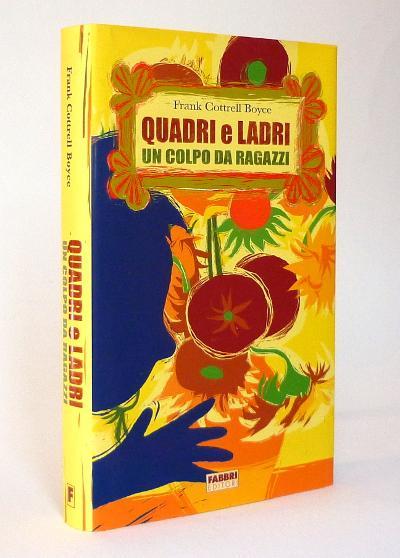 Frank Cottrell Boyce
QUADRI e LADRI
UN COLPO DA RAGAZZI
FABBRI
EDITORI
Frank Cottrell Boyce
QUADRI e LADRI
UN COLPO DA RAGAZZI
F